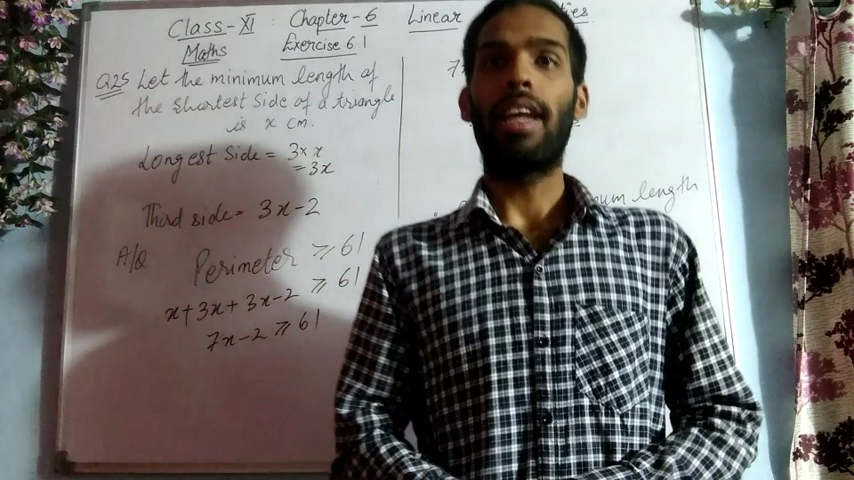 Class-XI : Chapter-6 Linear
Maths Exercise 6.1
Q25 Let the minimum length of
the shortest side of a triangle
is x cm.
Longest side = 3×x
= 3x
Third side = 3x-2
A/Q Perimeter ≥ 61
x+3x+3x-2 ≥ 61
7x-2 ≥ 61
7
length